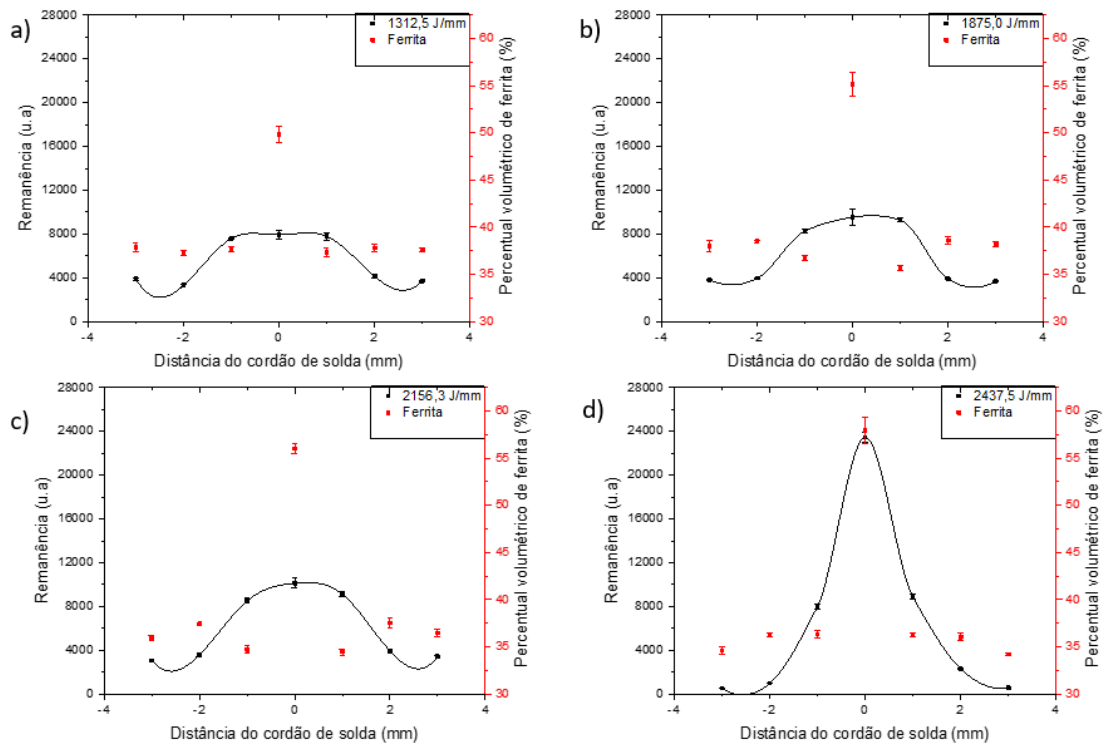 a)
1312,5 J/mm
Ferrita
Remanência (u.a)
Percentual volumétrico de ferrita (%)
28000
24000
20000
16000
12000
8000
4000
0
60
55
50
45
40
35
30
-4 -2 0 2 4
Distância do cordão de solda (mm)
b)
1875,0 J/mm
Ferrita
Remanência (u.a)
Percentual volumétrico de ferrita (%)
28000
24000
20000
16000
12000
8000
4000
0
60
55
50
45
40
35
30
-4 -2 0 2 4
Distância do cordão de solda (mm)
c)
2156,3 J/mm
Ferrita
Remanência (u.a)
Percentual volumétrico de ferrita (%)
28000
24000
20000
16000
12000
8000
4000
0
60
55
50
45
40
35
30
-4 -2 0 2 4
Distância do cordão de solda (mm)
d)
2437,5 J/mm
Ferrita
Remanência (u.a)
Percentual volumétrico de ferrita (%)
28000
24000
20000
16000
12000
8000
4000
0
60
55
50
45
40
35
30
-4 -2 0 2 4
Distância do cordão de solda (mm)